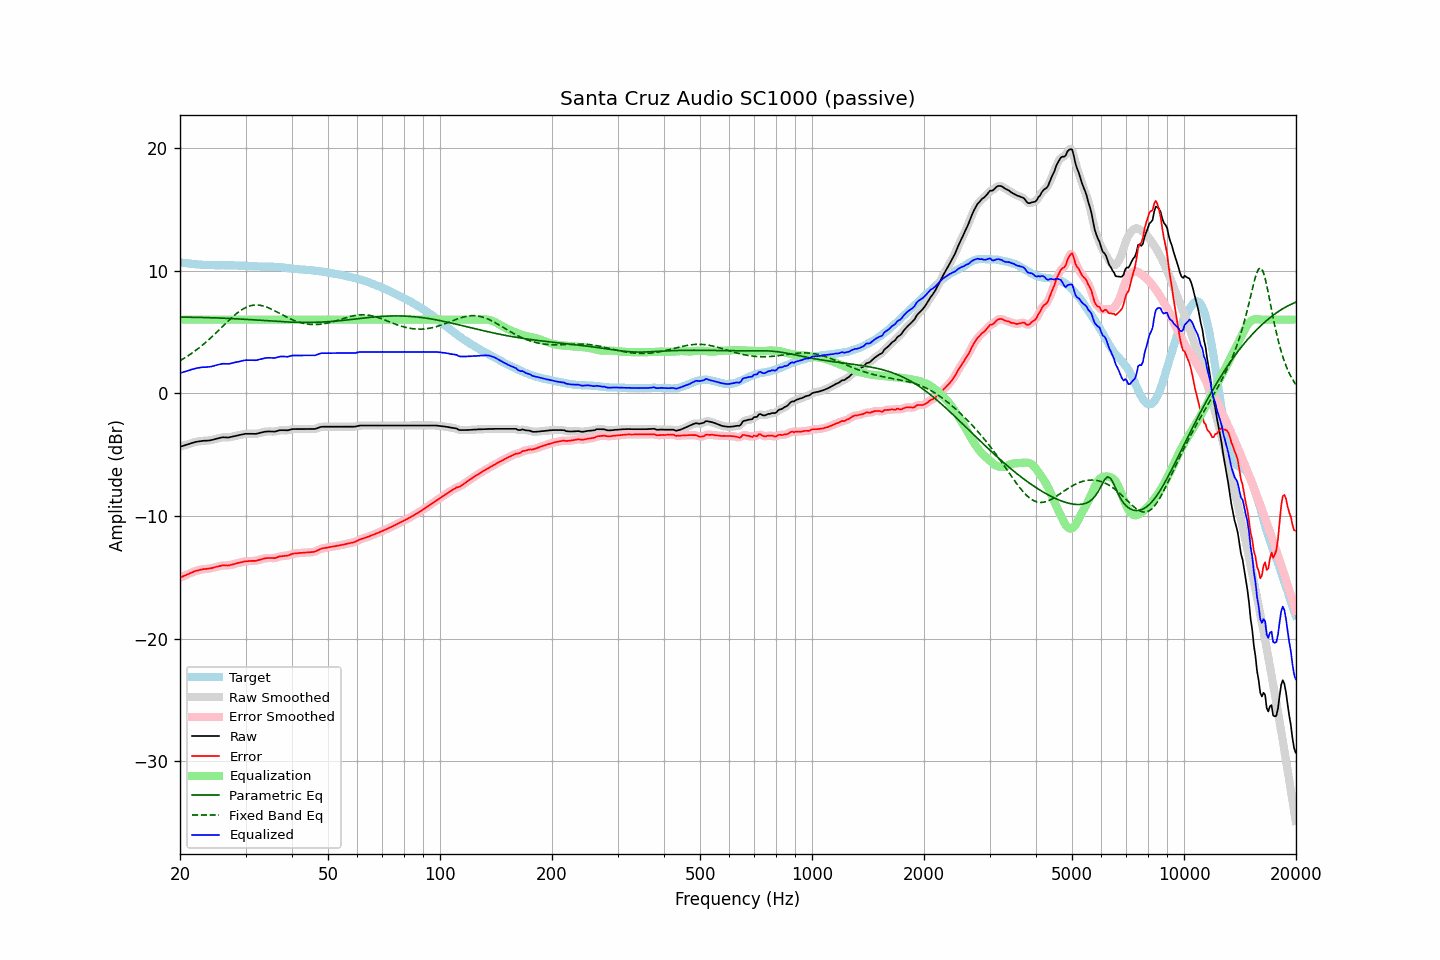 Santa Cruz Audio SC1000 (passive)
20
10
0
−10
−20
−30
Amplitude (dBr)
Target
Raw Smoothed
Error Smoothed
Raw
Error
Equalization
Parametric Eq
Fixed Band Eq
Equalized
20 50 100 200 500 1000 2000 5000 10000 20000
Frequency (Hz)